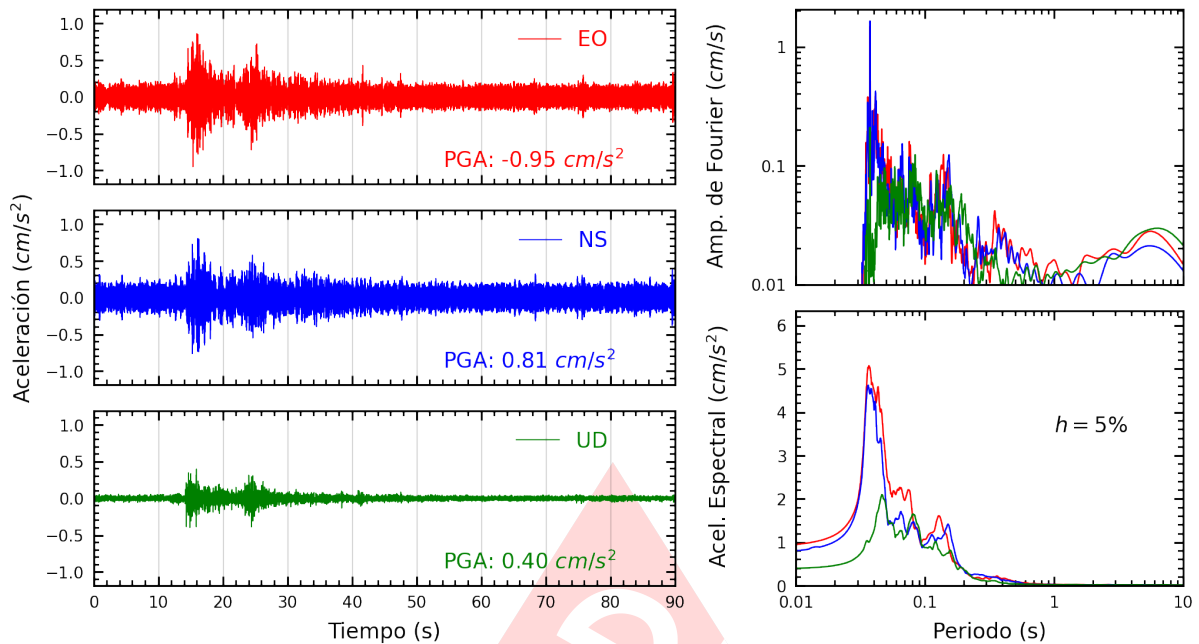 Aceleración (cm/s²)
1.0
0.5
0.0
−0.5
−1.0
EO
PGA: -0.95 cm/s²
1.0
0.5
0.0
−0.5
−1.0
NS
PGA: 0.81 cm/s²
1.0
0.5
0.0
−0.5
−1.0
UD
PGA: 0.40 cm/s²
0 10 20 30 40 50 60 70 80 90
Tiempo (s)
Amp. de Fourier (cm/s)
1
0.1
0.01
Acel. Espectral (cm/s²)
6
5
4
3
2
1
0
h = 5%
0.01 0.1 1 10
Periodo (s)